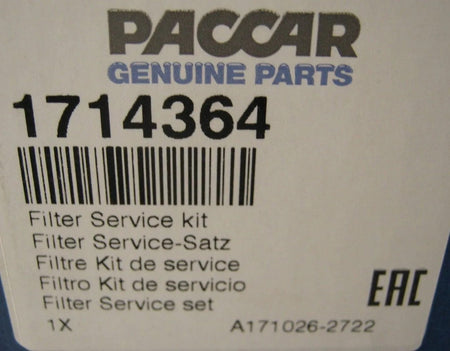 PACCAR
GENUINE PARTS
1714364
Filter Service kit
Filter Service-Satz
Filtre Kit de service
Filtro Kit de servicio
Filter Service set
1X A171026-2722
EAC